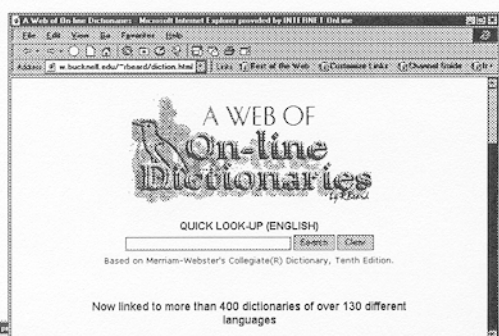 A Web of On-line Dictionaries - Microsoft Internet Explorer provided by INTERNET OnLine
File Edit View Go Favorites Help
Address w.bucknell.edu/~rbeard/diction.html Links Best of the Web Customize Links Channel Guide
A WEB OF
On-line
Dictionaries
by R. Beard
QUICK LOOK-UP (ENGLISH)
Search Clear
Based on Merriam-Webster's Collegiate(R) Dictionary, Tenth Edition.
Now linked to more than 400 dictionaries of over 130 different
languages